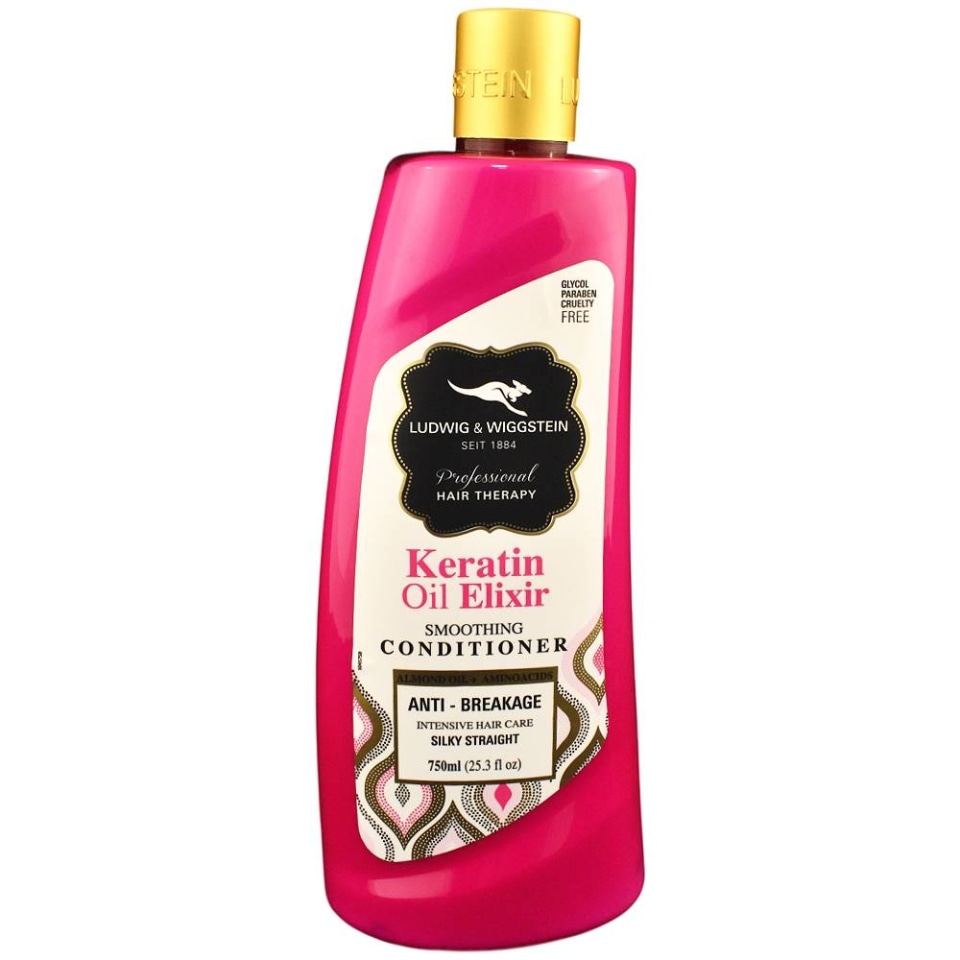 STEIN LU
GLYCOL
PARABEN
CRUELTY
FREE
LUDWIG & WIGGSTEIN
SEIT 1884
Professional
HAIR THERAPY
Keratin
Oil Elixir
SMOOTHING
CONDITIONER
ALMOND OIL + AMINOACIDS
ANTI - BREAKAGE
INTENSIVE HAIR CARE
SILKY STRAIGHT
750ml (25.3 fl oz)